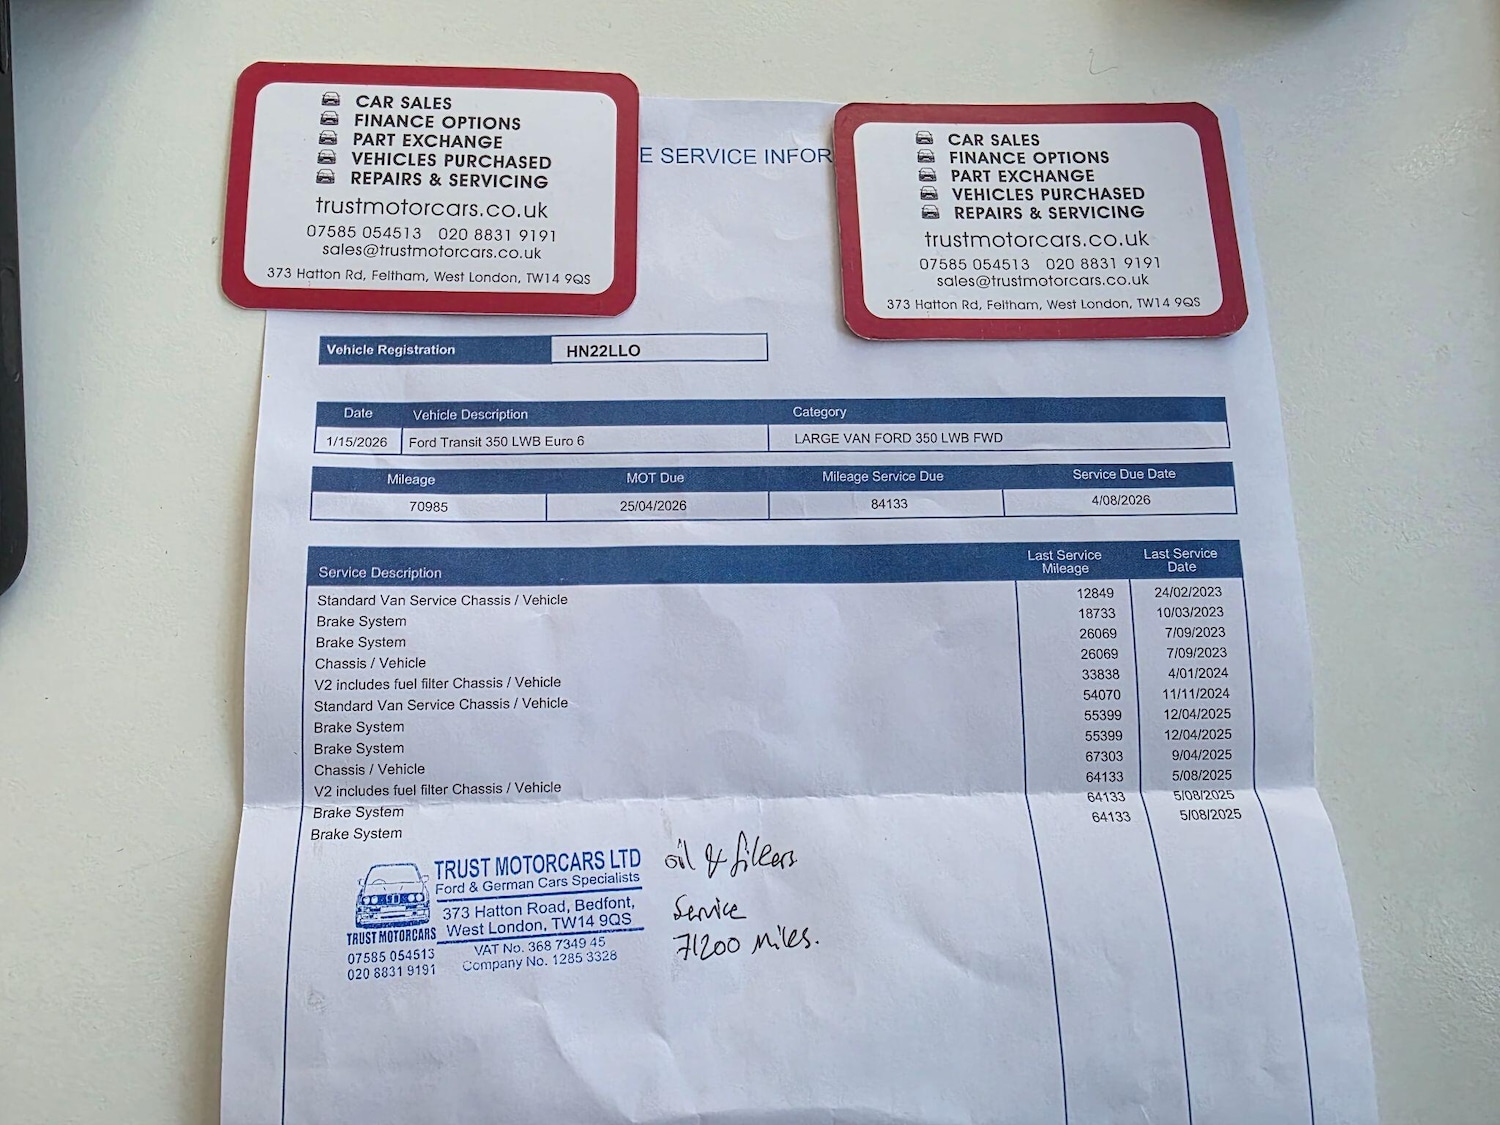 CAR SALES
FINANCE OPTIONS
PART EXCHANGE
VEHICLES PURCHASED
REPAIRS & SERVICING
trustmotorcars.co.uk
07585 054513 020 8831 9191
sales@trustmotorcars.co.uk
373 Hatton Rd, Feltham, West London, TW14 9QS
E SERVICE INFOR
CAR SALES
FINANCE OPTIONS
PART EXCHANGE
VEHICLES PURCHASED
REPAIRS & SERVICING
trustmotorcars.co.uk
07585 054513 020 8831 9191
sales@trustmotorcars.co.uk
373 Hatton Rd, Feltham, West London, TW14 9QS
Vehicle Registration HN22LLO
Date Vehicle Description Category
1/15/2026 Ford Transit 350 LWB Euro 6 LARGE VAN FORD 350 LWB FWD
Mileage MOT Due Mileage Service Due Service Due Date
70985 25/04/2026 84133 4/08/2026
Service Description Last Service Mileage Last Service Date
Standard Van Service Chassis / Vehicle 12849 24/02/2023
Brake System 18733 10/03/2023
Brake System 26069 7/09/2023
Chassis / Vehicle 26069 7/09/2023
V2 includes fuel filter Chassis / Vehicle 33838 4/01/2024
Standard Van Service Chassis / Vehicle 54070 11/11/2024
Brake System 55399 12/04/2025
Brake System 55399 12/04/2025
Chassis / Vehicle 67303 9/04/2025
V2 includes fuel filter Chassis / Vehicle 64133 5/08/2025
Brake System 64133 5/08/2025
Brake System 64133 5/08/2025
TRUST MOTORCARS LTD
Ford & German Cars Specialists
373 Hatton Road, Bedfont,
West London, TW14 9QS
VAT No. 368 7349 45
Company No. 1285 3328
TRUST MOTORCARS
07585 054513
020 8831 9191
oil & filters
Service
71200 Miles.